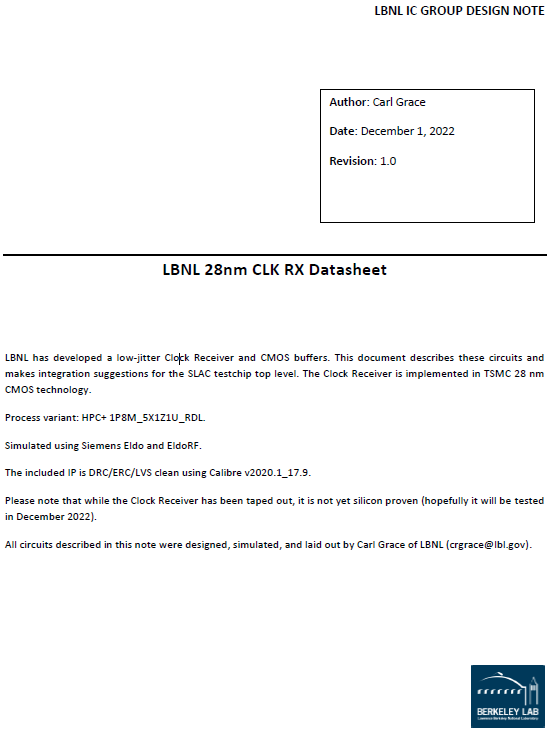 LBNL IC GROUP DESIGN NOTE
Author: Carl Grace
Date: December 1, 2022
Revision: 1.0
LBNL 28nm CLK RX Datasheet
LBNL has developed a low-jitter Clock Receiver and CMOS buffers. This document describes these circuits and
makes integration suggestions for the SLAC testchip top level. The Clock Receiver is implemented in TSMC 28 nm
CMOS technology.
Process variant: HPC+ 1P8M_5X1Z1U_RDL.
Simulated using Siemens Eldo and EldoRF.
The included IP is DRC/ERC/LVS clean using Calibre v2020.1_17.9.
Please note that while the Clock Receiver has been taped out, it is not yet silicon proven (hopefully it will be tested
in December 2022).
All circuits described in this note were designed, simulated, and laid out by Carl Grace of LBNL (crgrace@lbl.gov).
BERKELEY LAB
Lawrence Berkeley National Laboratory